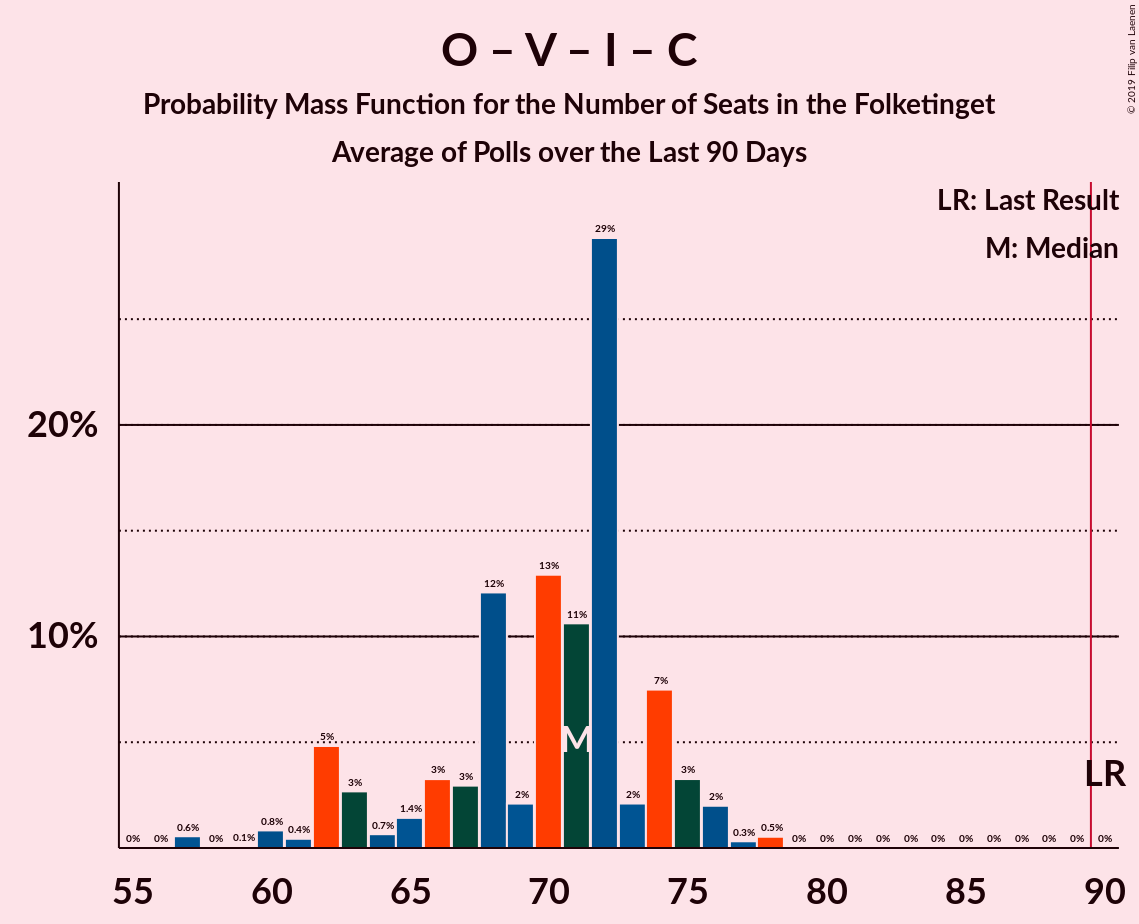 O – V – I – C
Probability Mass Function for the Number of Seats in the Folketinget
Average of Polls over the Last 90 Days
© 2019 Filip van Laenen
LR: Last Result
M: Median
29%
20%
13%
12%
11%
10%
7%
5%
M
3% 3% 3% 3%
LR
2% 2% 2%
1.4%
0% 0% 0.6% 0% 0.1% 0.8% 0.4% 0.7% 0.3% 0.5% 0% 0% 0% 0% 0% 0% 0% 0% 0% 0% 0% 0%
55 60 65 70 75 80 85 90